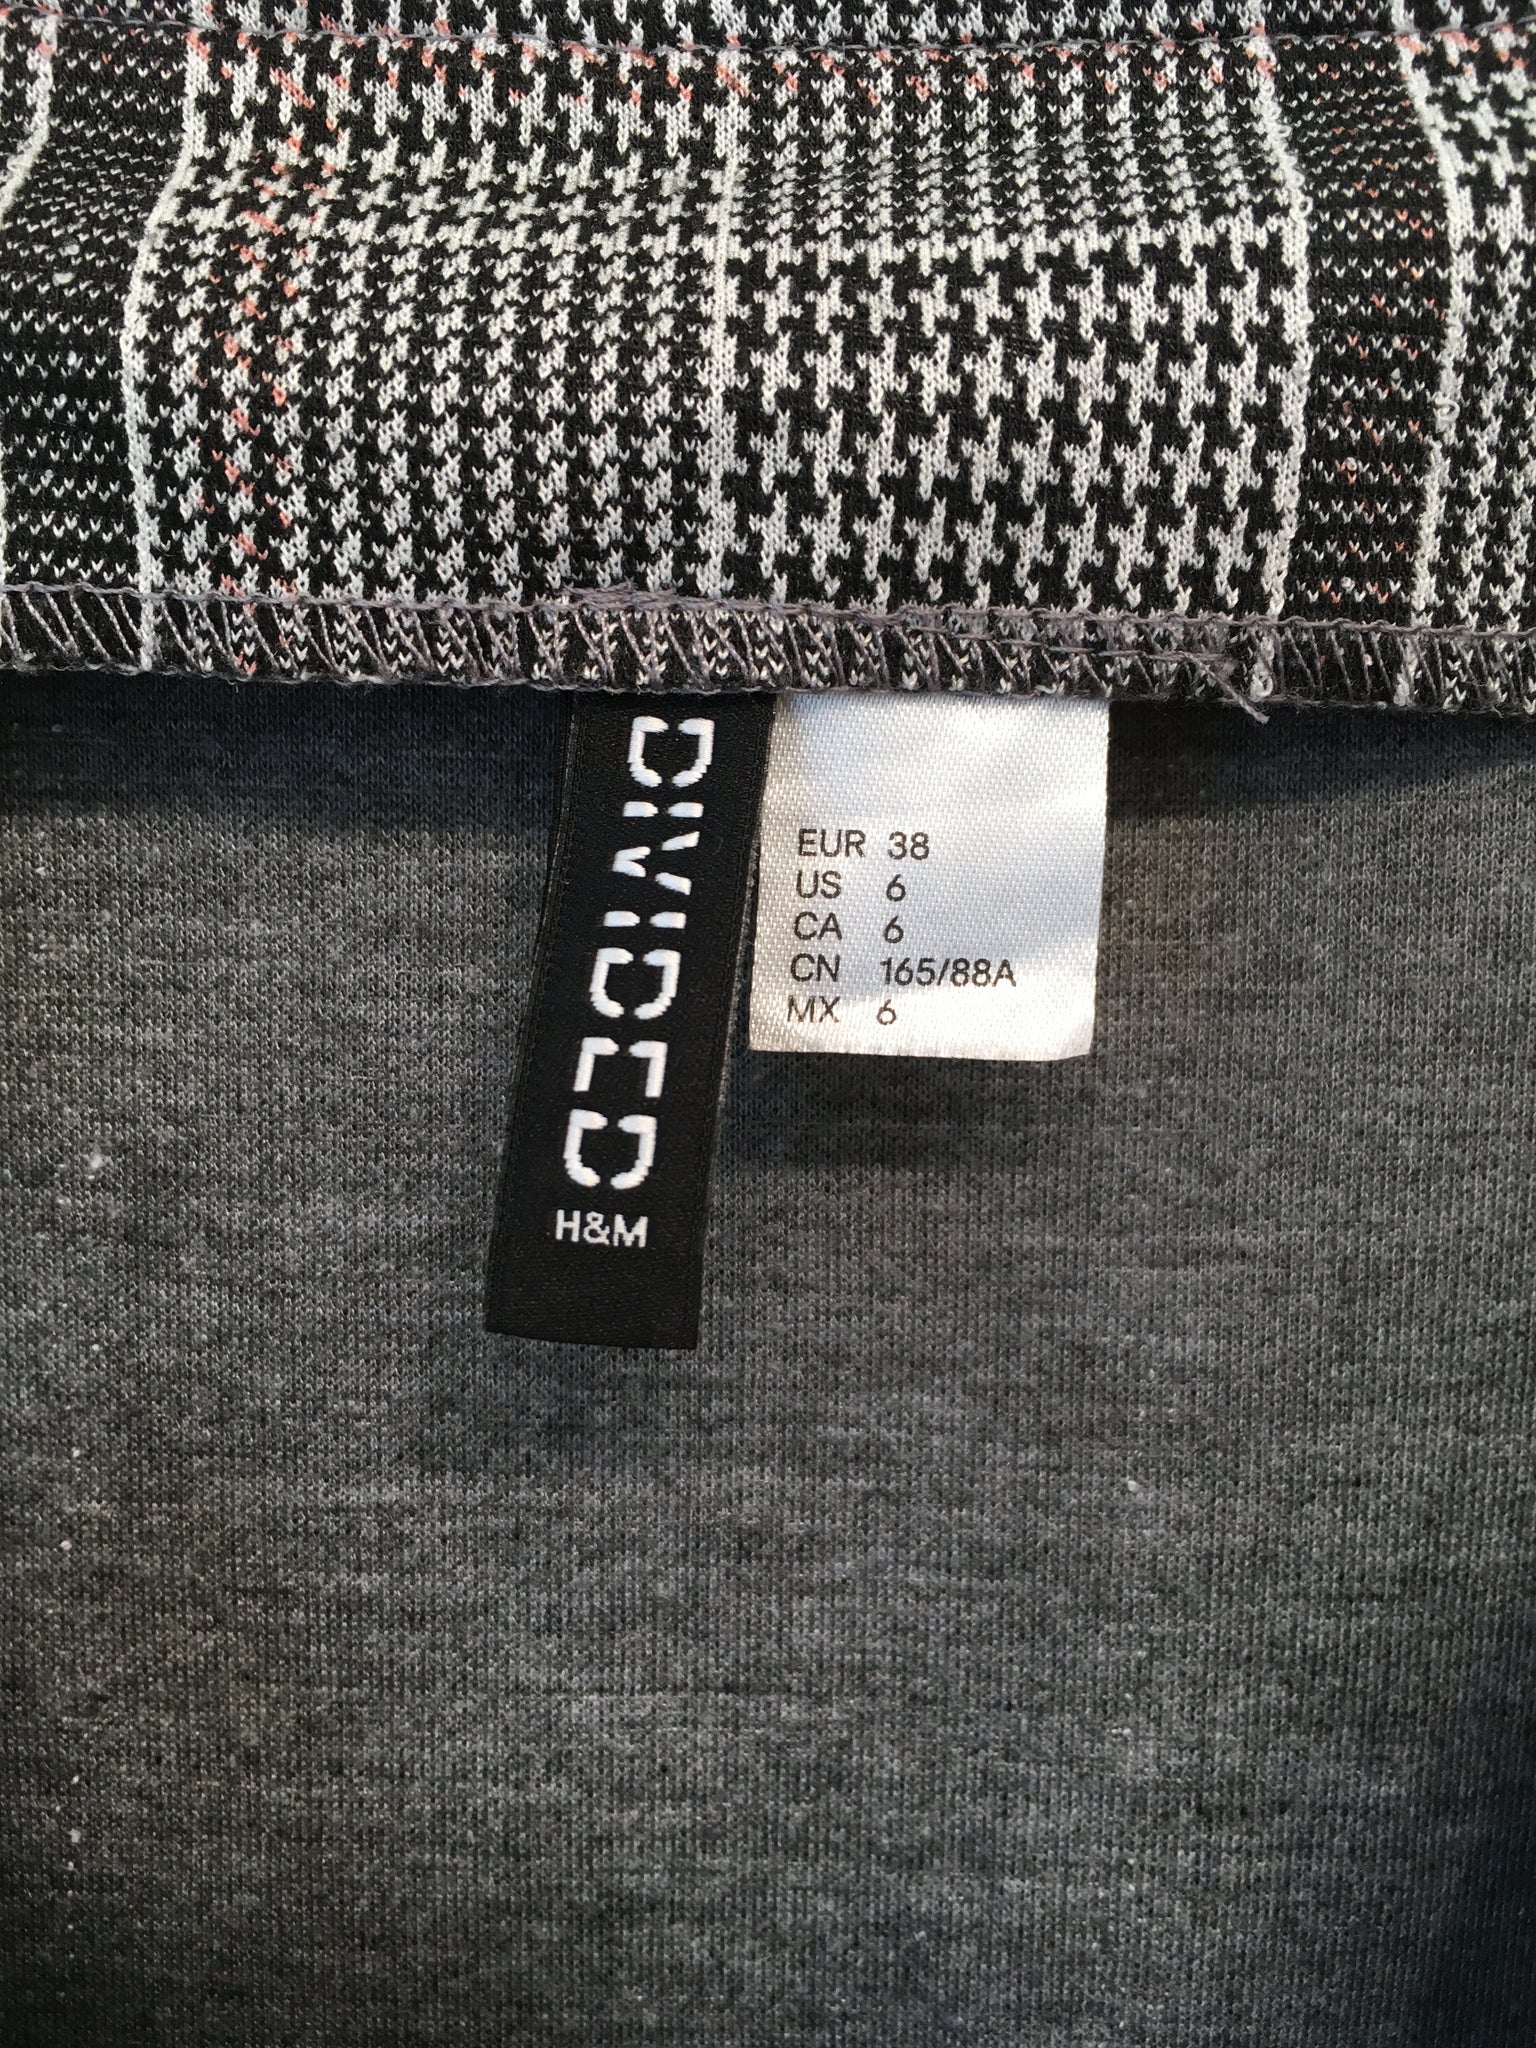 DIVIDED
H&M
EUR 38
US 6
CA 6
CN 165/88A
MX 6